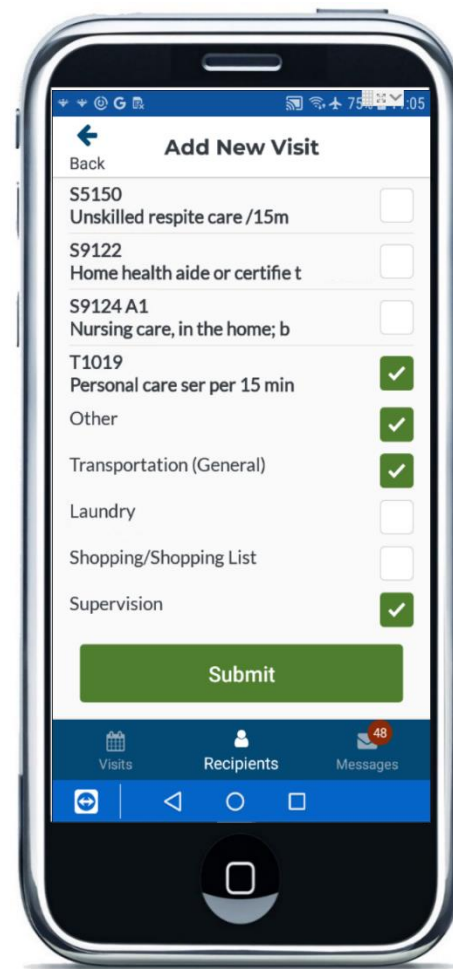 G 75
:05
Back
Add New Visit
S5150
Unskilled respite care /15m
S9122
Home health aide or certifie t
S9124 A1
Nursing care, in the home; b
T1019
Personal care ser per 15 min
Other
Transportation (General)
Laundry
Shopping/Shopping List
Supervision
Submit
48
Visits
Recipients
Messages